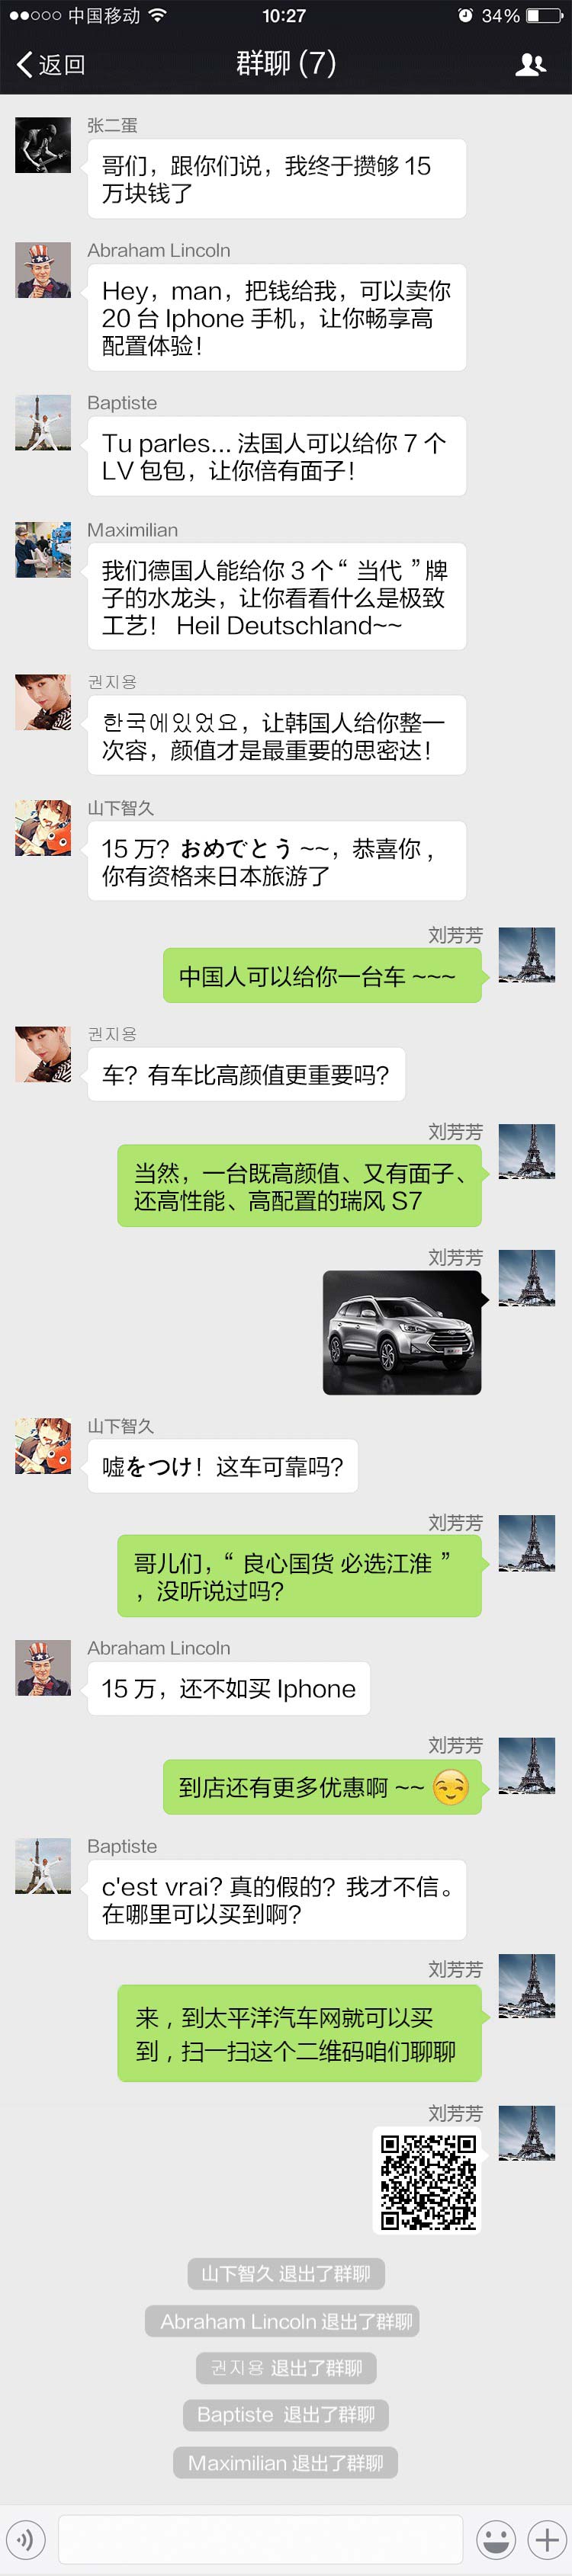 中国移动 10:27 34%
返回 群聊 (7)
张二蛋
哥们，跟你们说，我终于攒够 15
万块钱了
Abraham Lincoln
Hey，man，把钱给我，可以卖你
20 台 Iphone 手机，让你畅享高
配置体验！
Baptiste
Tu parles... 法国人可以给你 7 个
LV 包包，让你倍有面子！
Maximilian
我们德国人能给你 3 个“ 当代 ”牌
子的水龙头，让你看看什么是极致
工艺！ Heil Deutschland~~
권지용
한국에있었요，让韩国人给你整一
次容，颜值才是最重要的思密达！
山下智久
15 万？おめでとう ~~，恭喜你，
你有资格来日本旅游了
刘芳芳
中国人可以给你一台车 ~~~
권지용
车？有车比高颜值更重要吗？
刘芳芳
当然，一台既高颜值、又有面子、
还高性能、高配置的瑞风 S7
刘芳芳
山下智久
嘘をつけ！这车可靠吗？
刘芳芳
哥儿们，“ 良心国货 必选江淮 ”
，没听说过吗？
Abraham Lincoln
15 万，还不如买 Iphone
刘芳芳
到店还有更多优惠啊 ~~
Baptiste
c'est vrai？真的假的？我才不信。
在哪里可以买到啊？
刘芳芳
来，到太平洋汽车网就可以买
到，扫一扫这个二维码咱们聊聊
刘芳芳
山下智久 退出了群聊
Abraham Lincoln 退出了群聊
권지용 退出了群聊
Baptiste 退出了群聊
Maximilian 退出了群聊